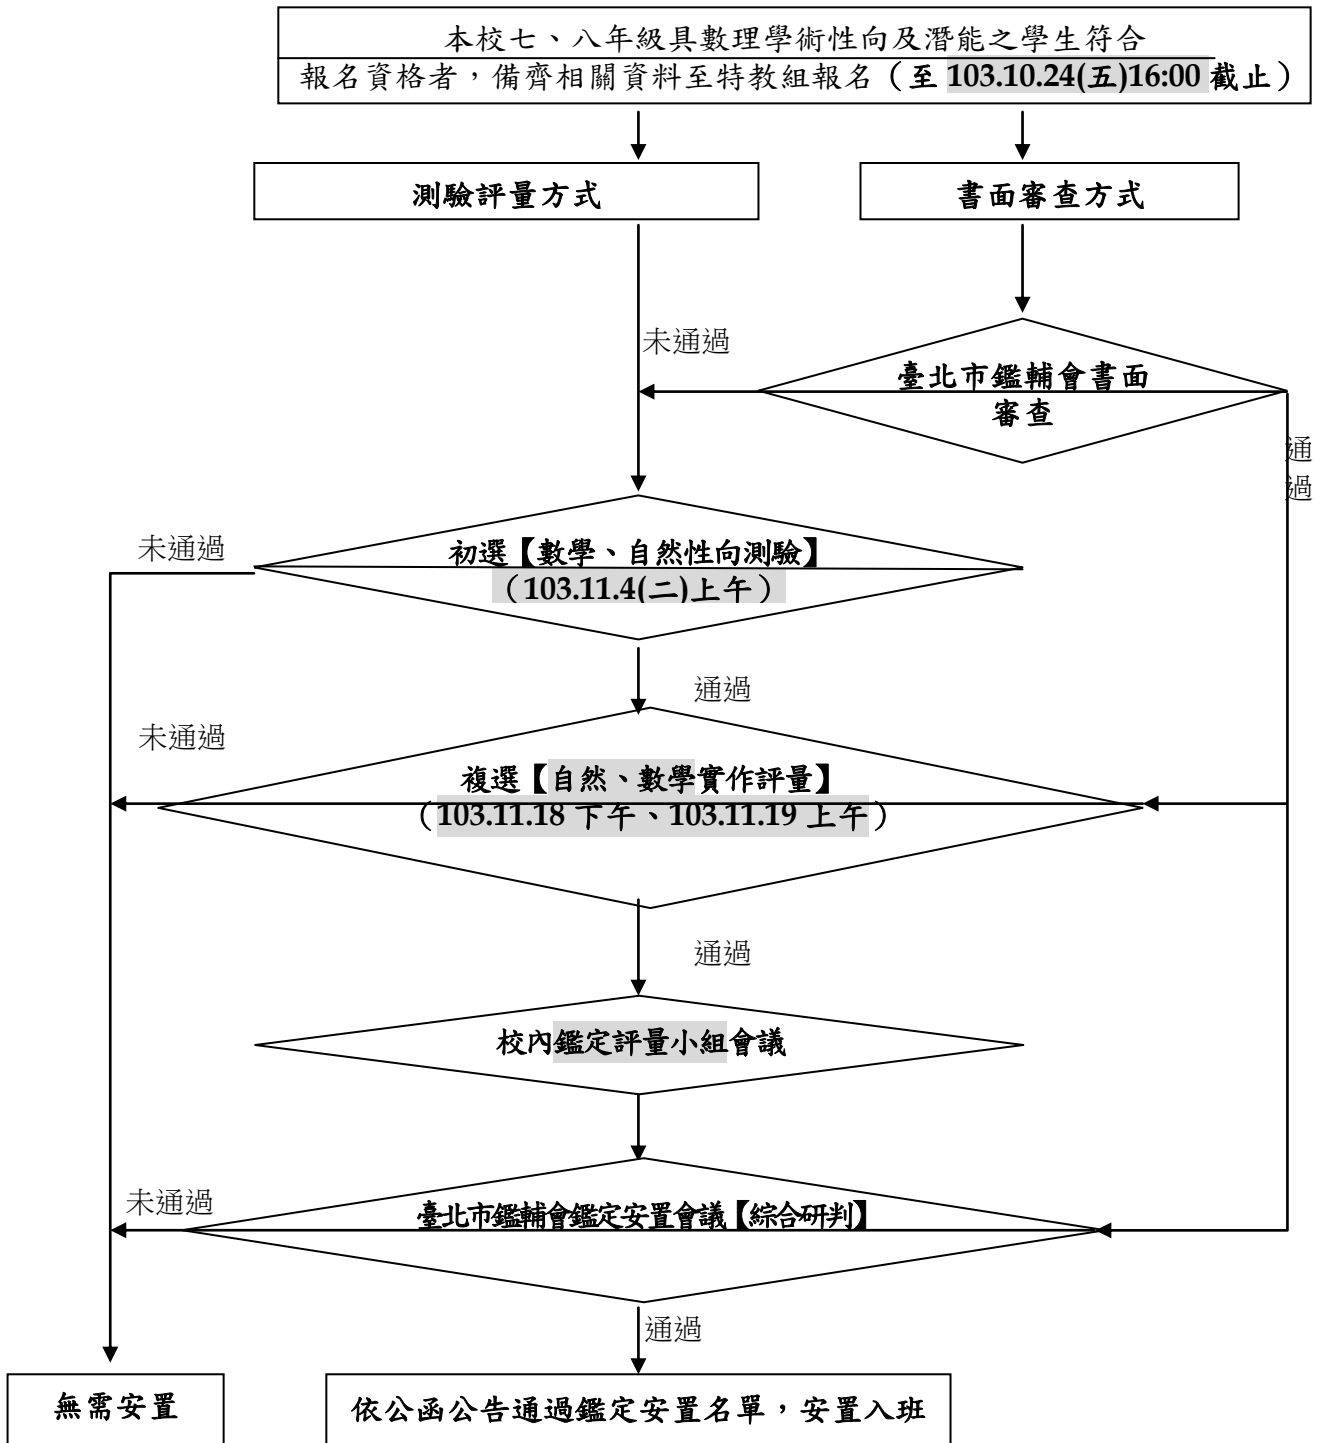 本校七、八年級具數理學術性向及潛能之學生符合
報名資格者,備齊相關資料至特教組報名(至 103.10.24(五)16:00 截止)
測驗評量方式
書面審查方式
未通過
臺北市鑑輔會書面
審查
通
過
未通過
初選【數學、自然性向測驗】
(103.11.4(二)上午)
通過
未通過
複選【自然、數學實作評量】
(103.11.18 下午、103.11.19 上午)
通過
校內鑑定評量小組會議
未通過
臺北市鑑輔會鑑定安置會議【綜合研判】
通過
無需安置
依公函公告通過鑑定安置名單,安置入班